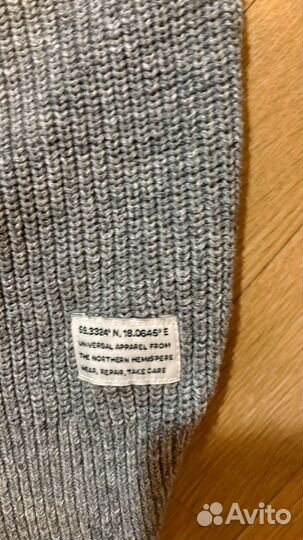 59.3324° N, 18.0645° E
UNIVERSAL APPAREL FROM
THE NORTHERN HEMISPERE
WEAR, REPAIR, TAKE CARE
Avito